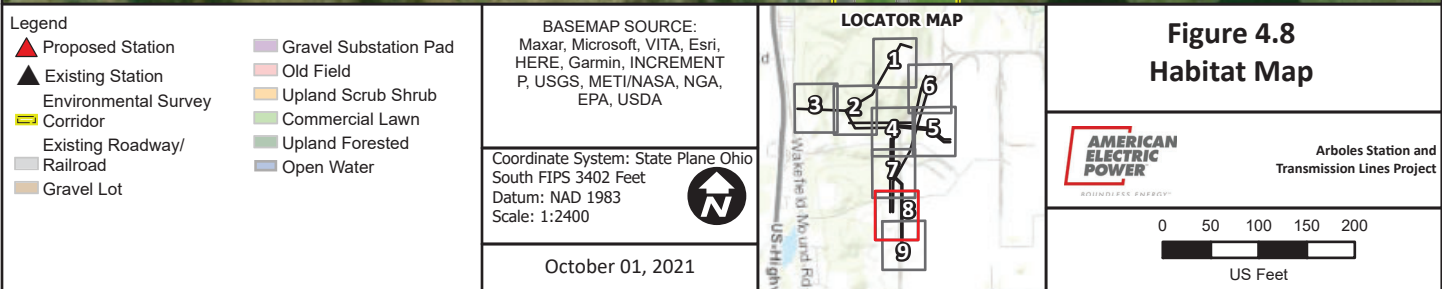 Legend
Proposed Station
Existing Station
Environmental Survey
Corridor
Existing Roadway/
Railroad
Gravel Lot
Gravel Substation Pad
Old Field
Upland Scrub Shrub
Commercial Lawn
Upland Forested
Open Water
BASEMAP SOURCE:
Maxar, Microsoft, VITA, Esri,
HERE, Garmin, INCREMENT
P, USGS, METI/NASA, NGA,
EPA, USDA
Coordinate System: State Plane Ohio
South FIPS 3402 Feet
Datum: NAD 1983
Scale: 1:2400
N
October 01, 2021
LOCATOR MAP
d
1
6
3
2
4
5
7
8
9
Wakefield-Mound-Rd
US-High
Figure 4.8
Habitat Map
AMERICAN
ELECTRIC
POWER
BOUNDLESS ENERGY
Arboles Station and
Transmission Lines Project
0 50 100 150 200
US Feet